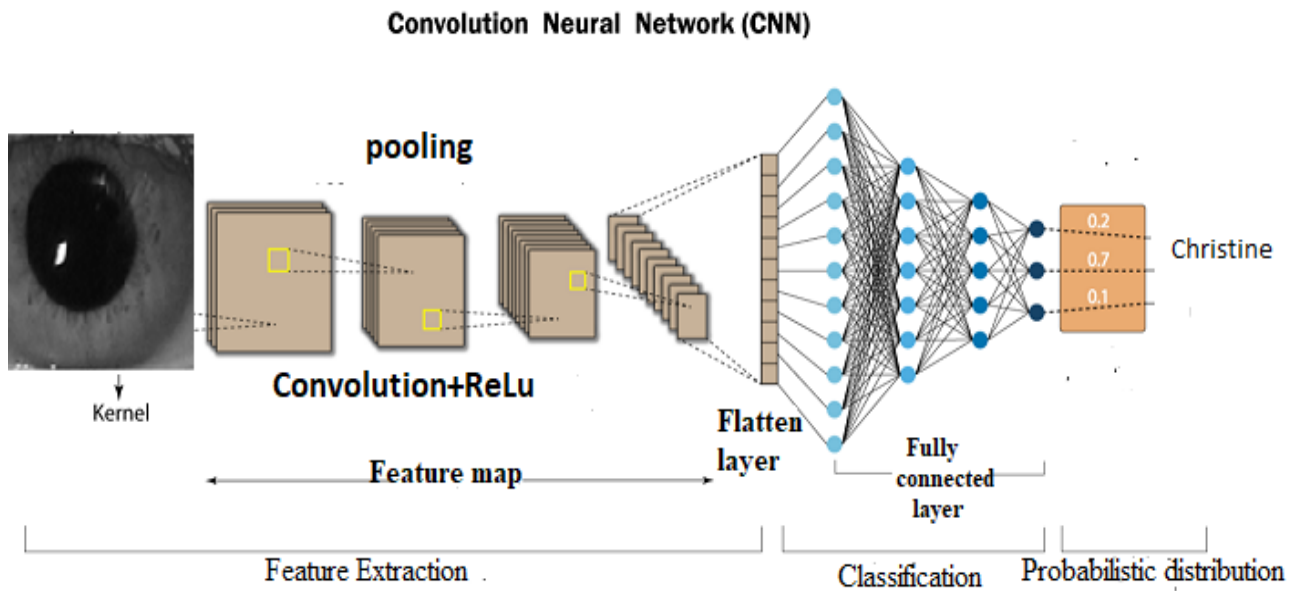 Convolution Neural Network (CNN)
pooling
Convolution+ReLu
Kernel
Feature map
Flatten
layer
Fully
connected
layer
0.2
0.7
0.1
Christine
Feature Extraction .
Classification
Probabilistic distribution